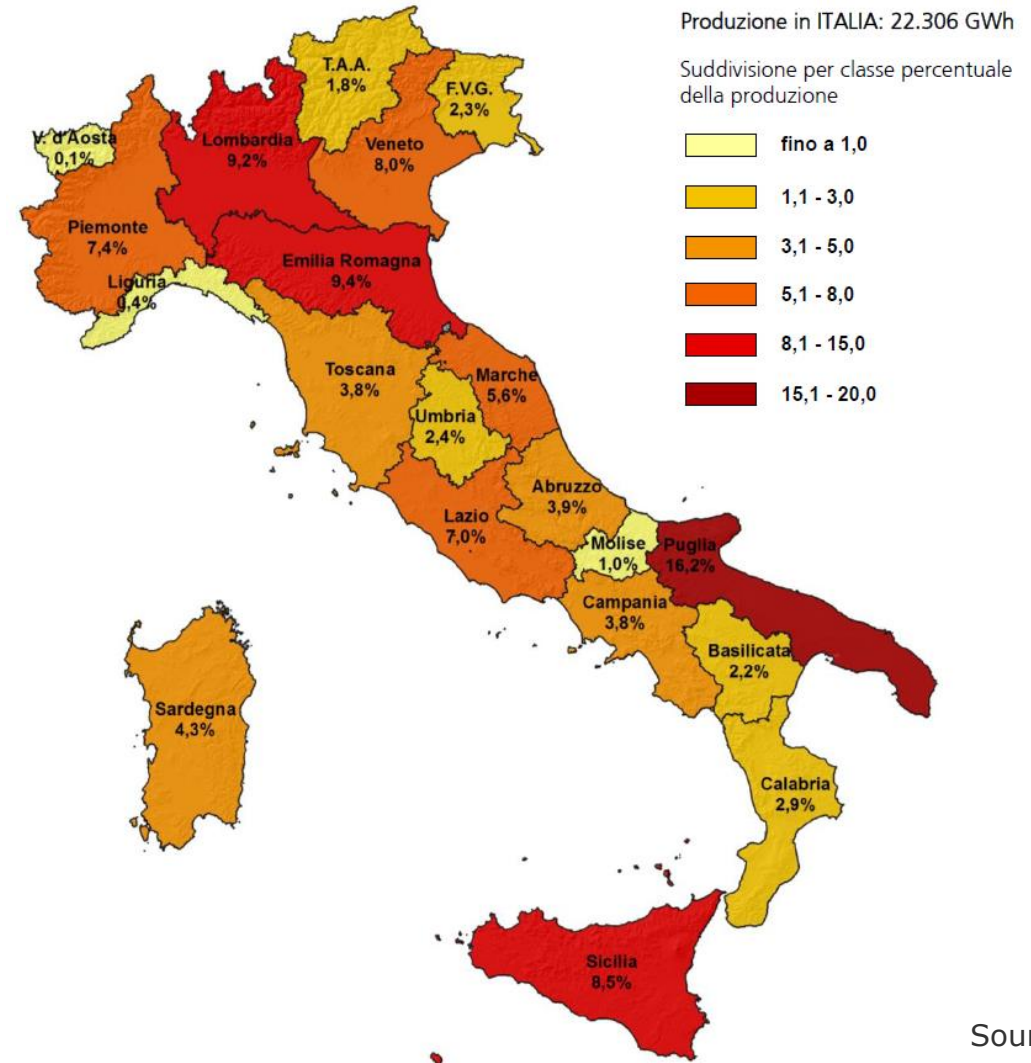 Produzione in ITALIA: 22.306 GWh
Suddivisione per classe percentuale
della produzione
fino a 1,0
1,1 - 3,0
3,1 - 5,0
5,1 - 8,0
8,1 - 15,0
15,1 - 20,0
T.A.A.
1,8%
F.V.G.
2,3%
V. d'Aosta
0,1%
Lombardia
9,2%
Veneto
8,0%
Piemonte
7,4%
Emilia Romagna
9,4%
Liguria
0,4%
Toscana
3,8%
Marche
5,6%
Umbria
2,4%
Abruzzo
3,9%
Lazio
7,0%
Molise
1,0%
Puglia
16,2%
Campania
3,8%
Basilicata
2,2%
Sardegna
4,3%
Calabria
2,9%
Sicilia
8,5%
Sour